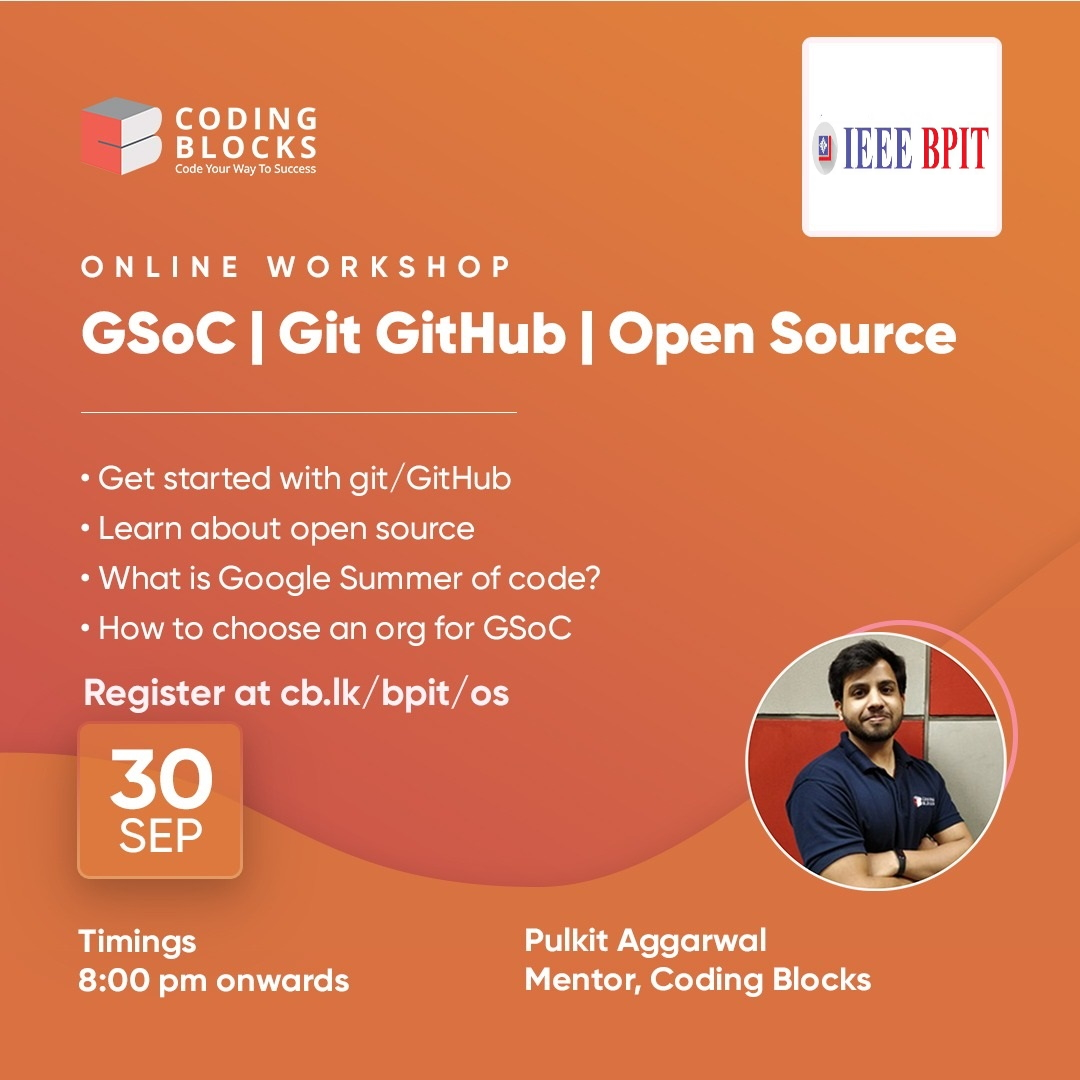 CODING
BLOCKS
Code Your Way To Success
IEEE BPIT
ONLINE WORKSHOP
GSoC | Git GitHub | Open Source
• Get started with git/GitHub
• Learn about open source
• What is Google Summer of code?
• How to choose an org for GSoC
Register at cb.lk/bpit/os
30
SEP
CODING
BLOCKS
Timings
8:00 pm onwards
Pulkit Aggarwal
Mentor, Coding Blocks